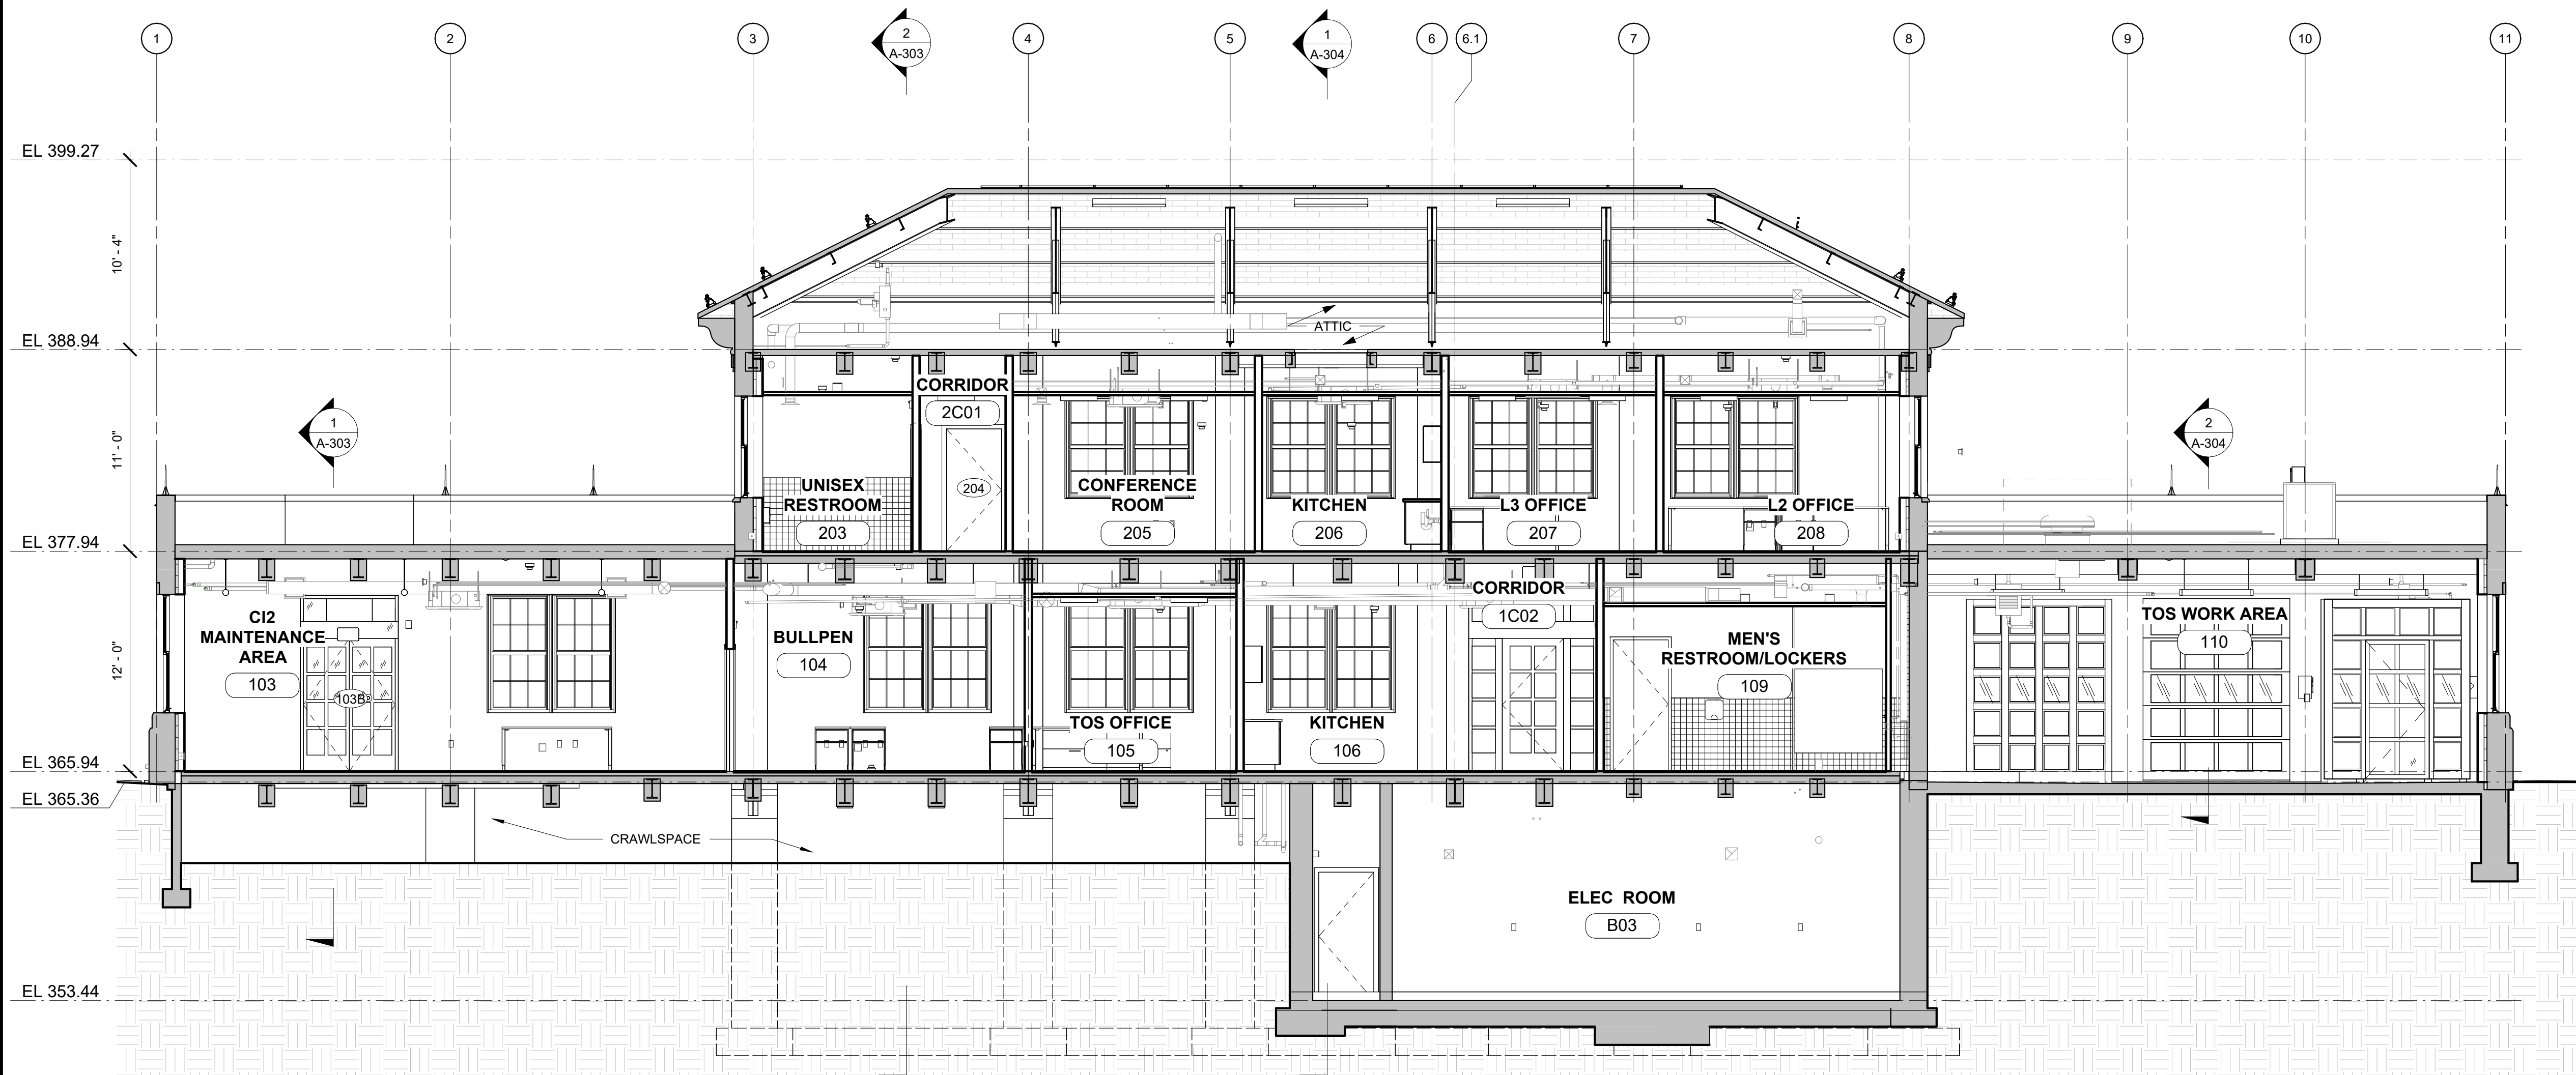 1
2
3
2
A-303
4
5
1
A-304
6
6.1
7
8
9
10
11
EL 399.27
10' - 4"
ATTIC
EL 388.94
11' - 0"
1
A-303
2
A-304
CORRIDOR
2C01
204
UNISEX
RESTROOM
203
CONFERENCE
ROOM
205
KITCHEN
206
L3 OFFICE
207
L2 OFFICE
208
EL 377.94
12' - 0"
CI2
MAINTENANCE
AREA
103
103B
BULLPEN
104
TOS OFFICE
105
KITCHEN
106
CORRIDOR
1C02
MEN'S
RESTROOM/LOCKERS
109
TOS WORK AREA
110
EL 365.94
EL 365.36
CRAWLSPACE
ELEC ROOM
B03
EL 353.44